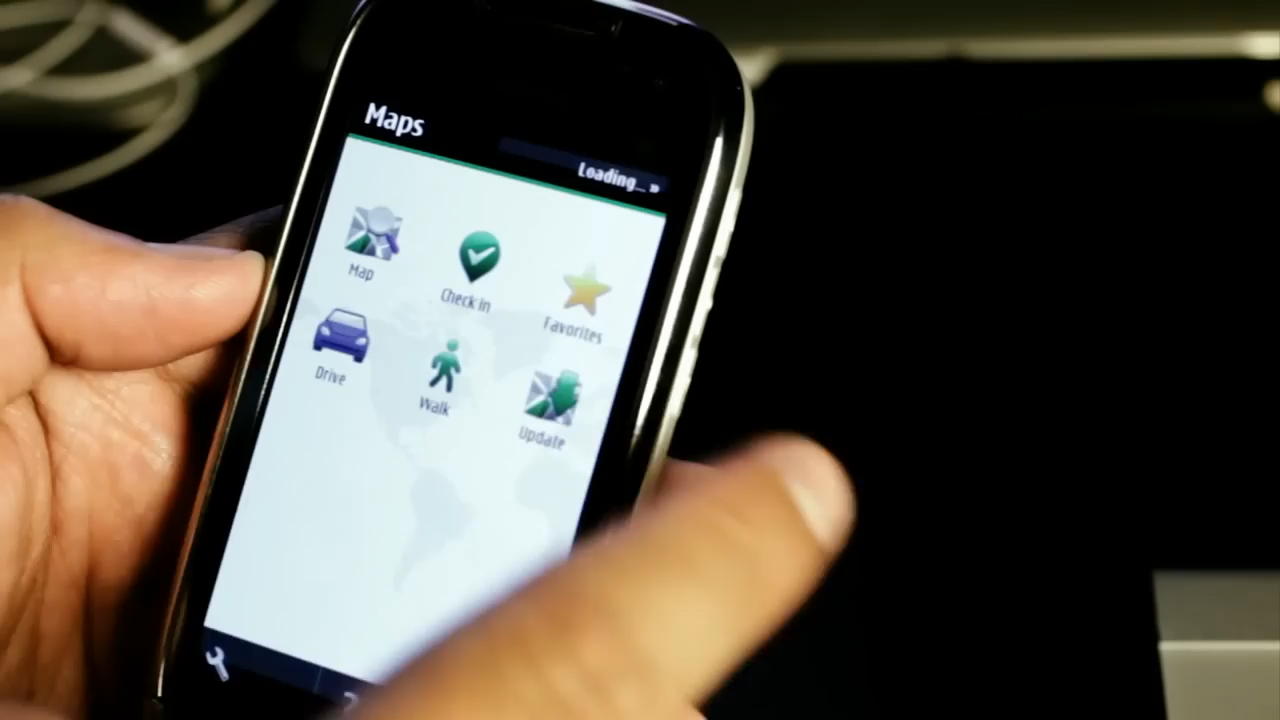 Maps
Loading... »
Map
Check in
Favorites
Drive
Walk
Update